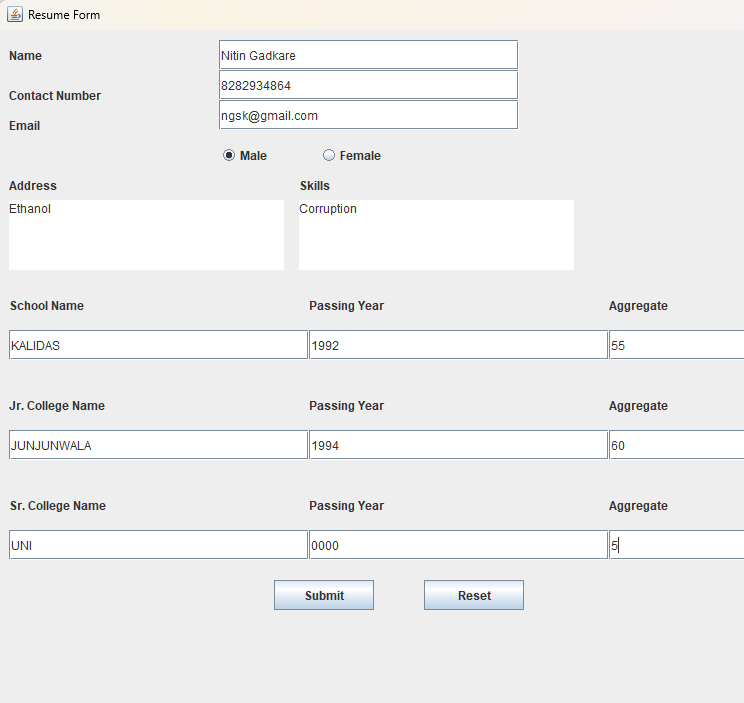 Resume Form
Name Nitin Gadkare
Contact Number 8282934864
Email ngsk@gmail.com
Male Female
Address Skills
Ethanol Corruption
School Name Passing Year Aggregate
KALIDAS 1992 55
Jr. College Name Passing Year Aggregate
JUNJUNWALA 1994 60
Sr. College Name Passing Year Aggregate
UNI 0000 5
Submit Reset